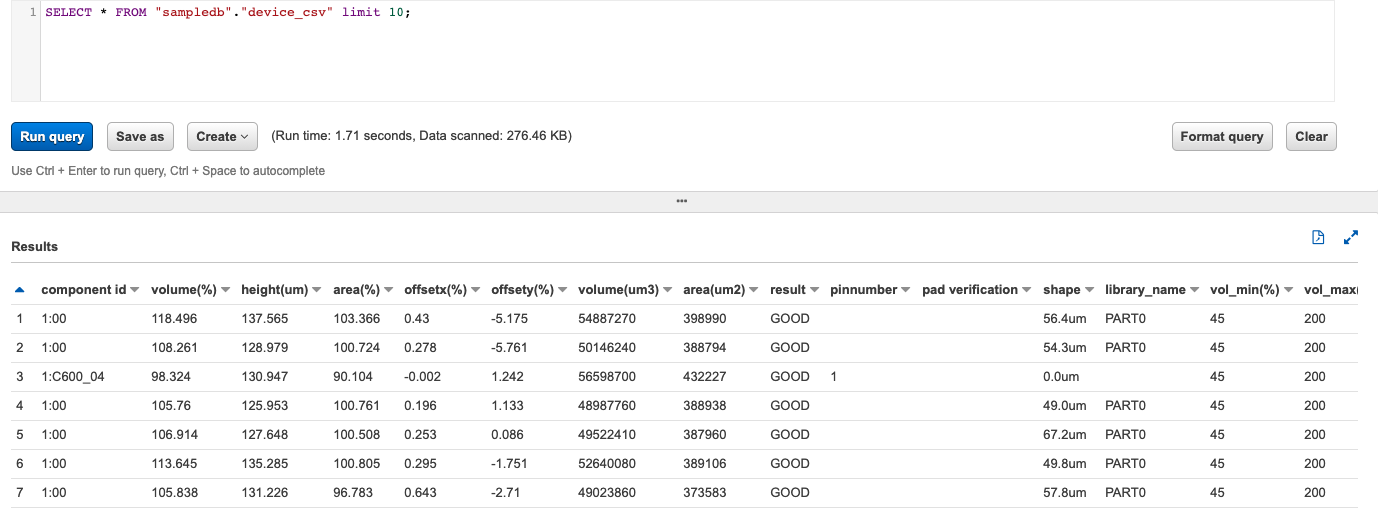 1 SELECT * FROM "sampledb"."device_csv" limit 10;
Run query Save as Create (Run time: 1.71 seconds, Data scanned: 276.46 KB) Format query Clear
Use Ctrl + Enter to run query, Ctrl + Space to autocomplete
Results
component id volume(%) height(um) area(%) offsetx(%) offsety(%) volume(um3) area(um2) result pinnumber pad verification shape library_name vol_min(%) vol_max(
1 1:00 118.496 137.565 103.366 0.43 -5.175 54887270 398990 GOOD 56.4um PART0 45 200
2 1:00 108.261 128.979 100.724 0.278 -5.761 50146240 388794 GOOD 54.3um PART0 45 200
3 1:C600_04 98.324 130.947 90.104 -0.002 1.242 56598700 432227 GOOD 1 0.0um 45 200
4 1:00 105.76 125.953 100.761 0.196 1.133 48987760 388938 GOOD 49.0um PART0 45 200
5 1:00 106.914 127.648 100.508 0.253 0.086 49522410 387960 GOOD 67.2um PART0 45 200
6 1:00 113.645 135.285 100.805 0.295 -1.751 52640080 389106 GOOD 49.8um PART0 45 200
7 1:00 105.838 131.226 96.783 0.643 -2.71 49023860 373583 GOOD 57.8um PART0 45 200